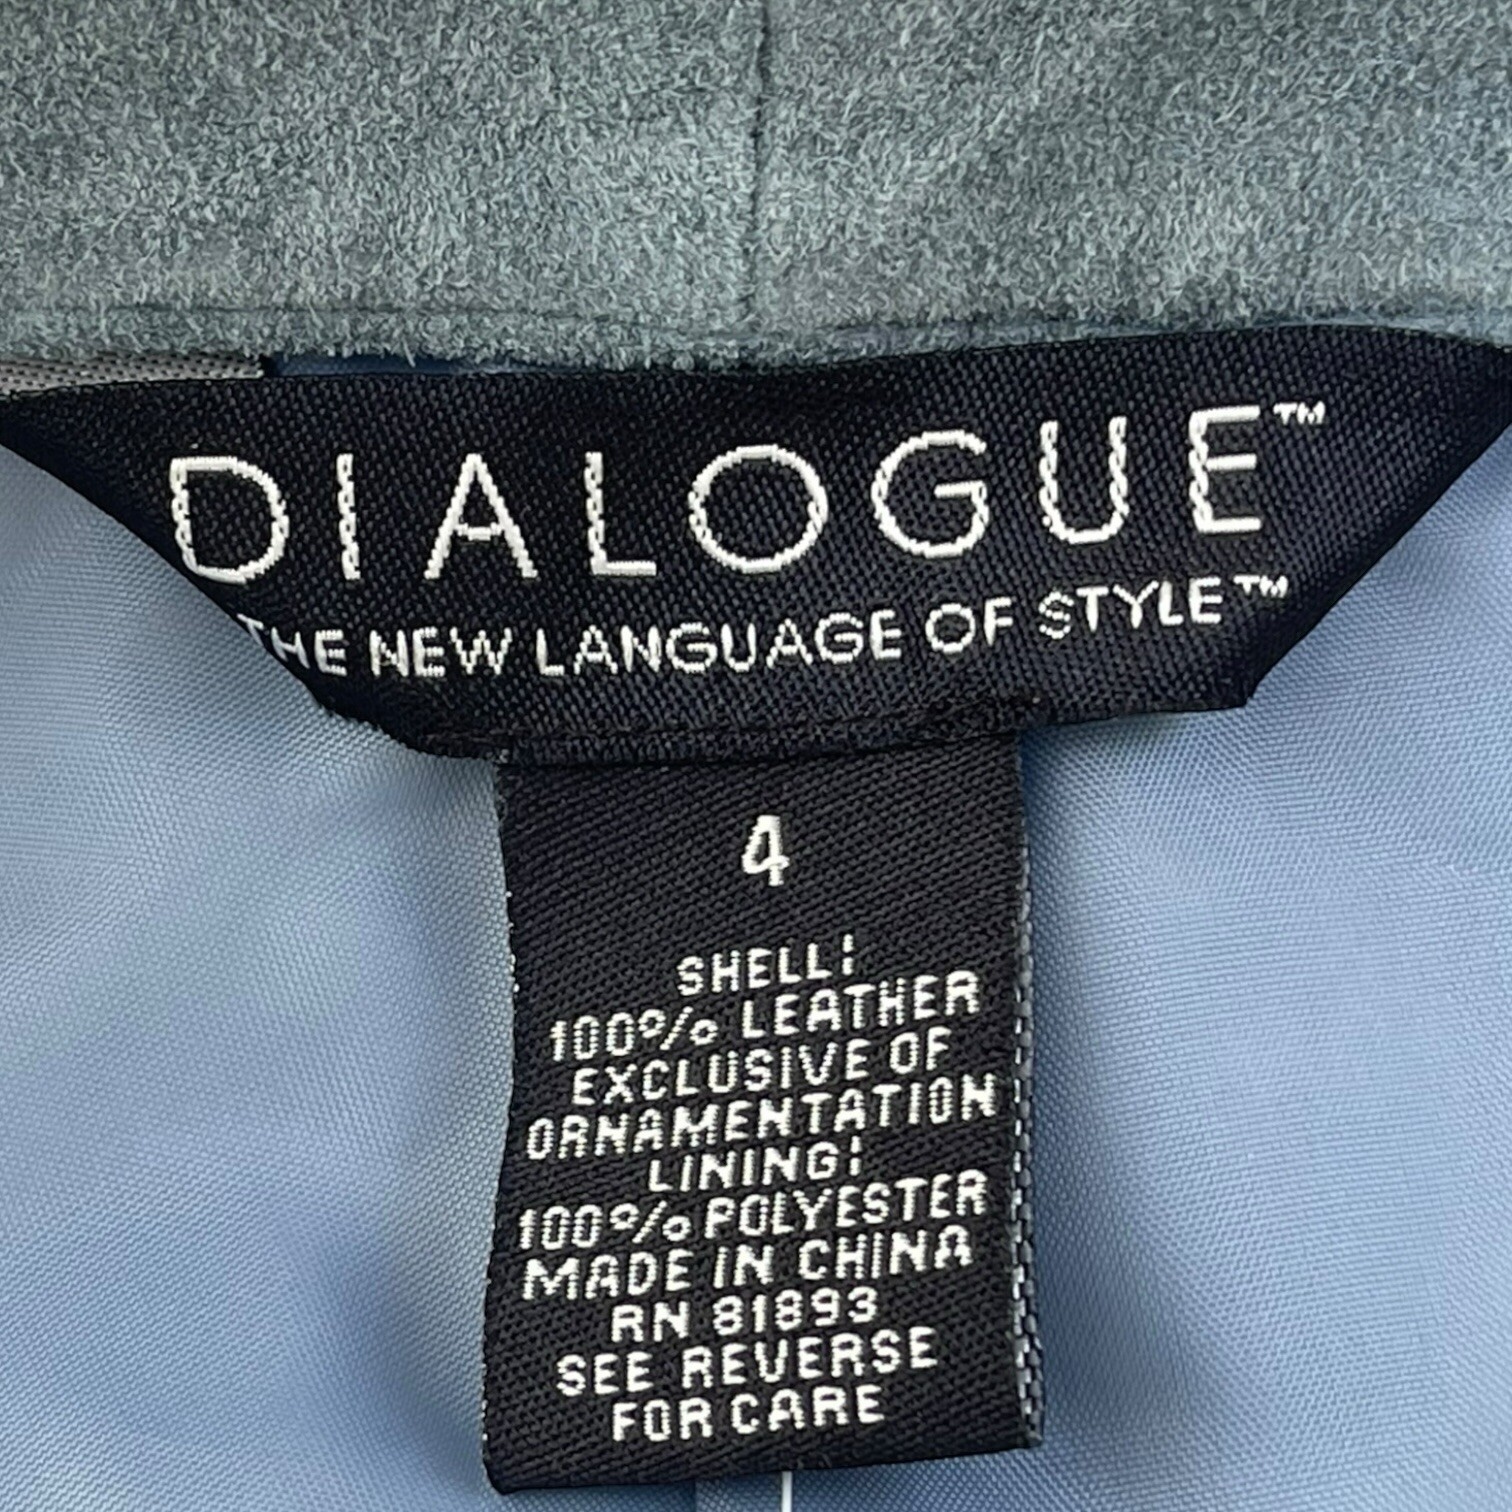 DIALOGUE™
THE NEW LANGUAGE OF STYLE™
4
SHELL:
100% LEATHER
EXCLUSIVE OF
ORNAMENTATION
LINING:
100% POLYESTER
MADE IN CHINA
RN 81893
SEE REVERSE
FOR CARE